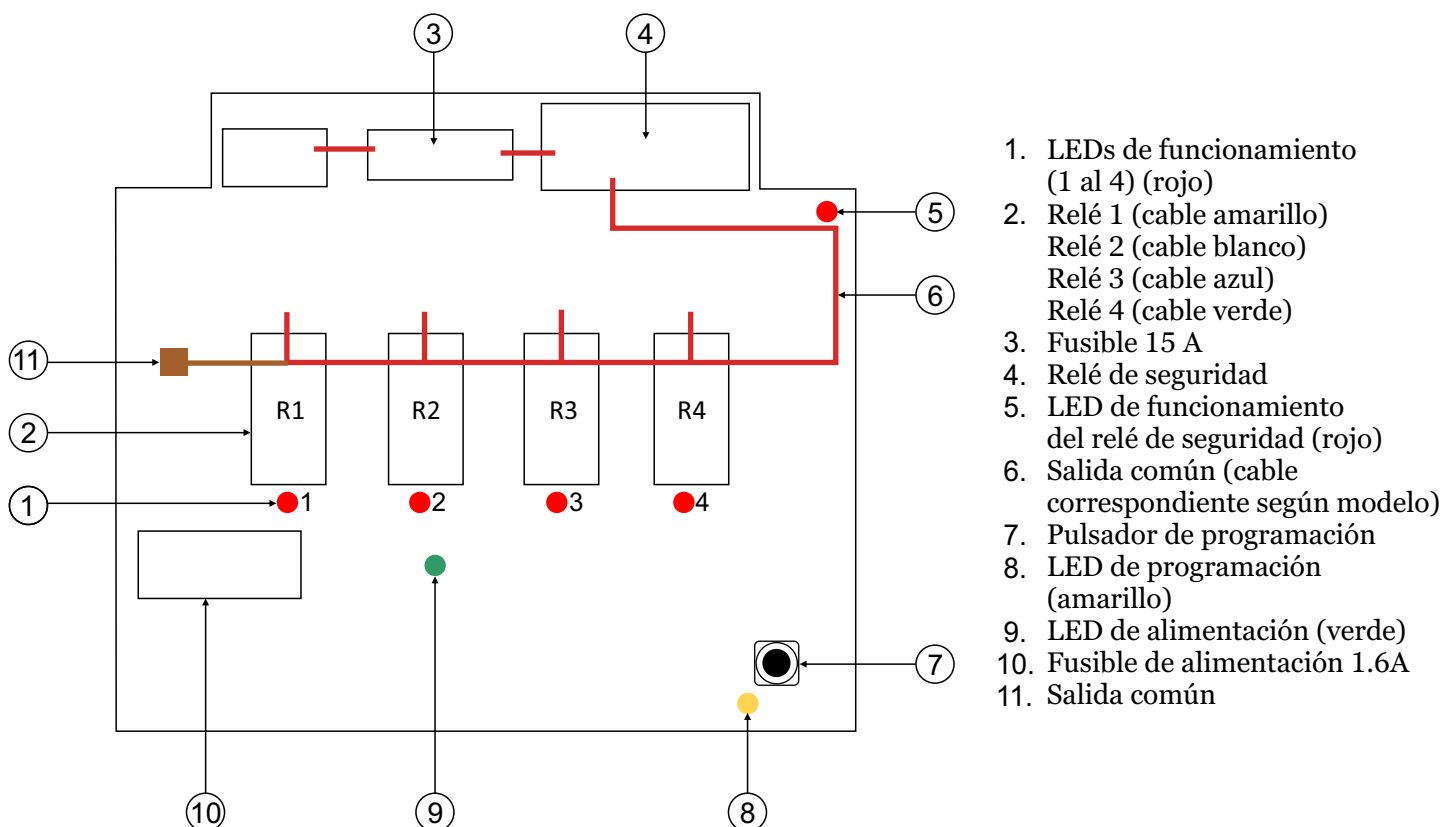 3
4
5
6
11
R1
R2
R3
R4
2
1
1
2
3
4
7
10
9
8
1. LEDs de funcionamiento
(1 al 4) (rojo)
2. Relé 1 (cable amarillo)
Relé 2 (cable blanco)
Relé 3 (cable azul)
Relé 4 (cable verde)
3. Fusible 15 A
4. Relé de seguridad
5. LED de funcionamiento
del relé de seguridad (rojo)
6. Salida común (cable
correspondiente según modelo)
7. Pulsador de programación
8. LED de programación
(amarillo)
9. LED de alimentación (verde)
10. Fusible de alimentación 1.6A
11. Salida común